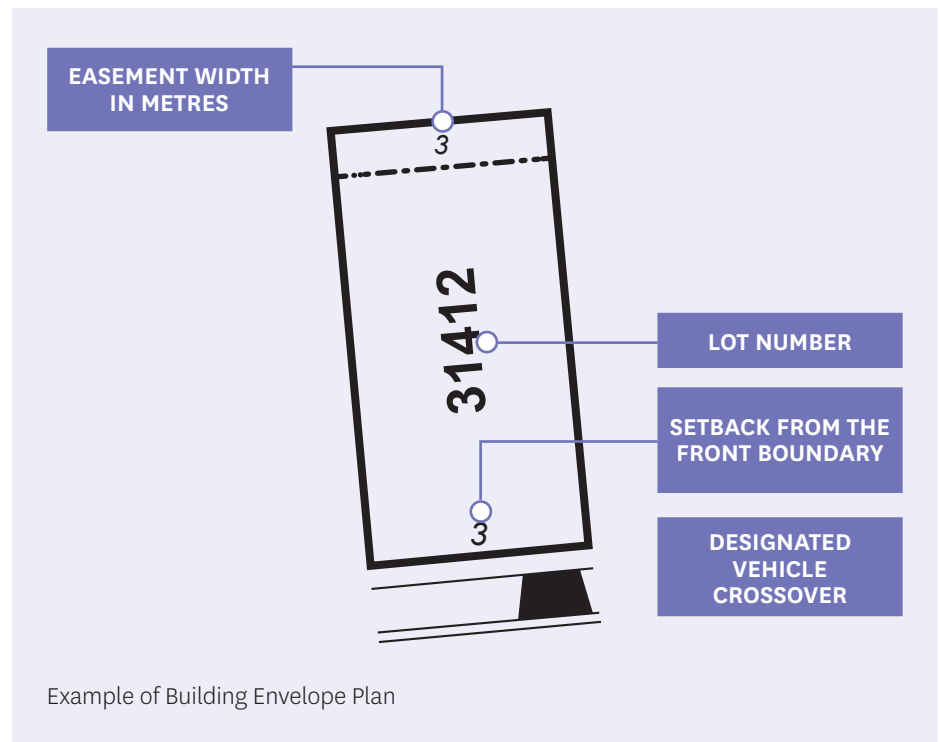 EASEMENT WIDTH
IN METRES
3
31412
LOT NUMBER
SETBACK FROM THE
FRONT BOUNDARY
3
DESIGNATED
VEHICLE
CROSSOVER
Example of Building Envelope Plan